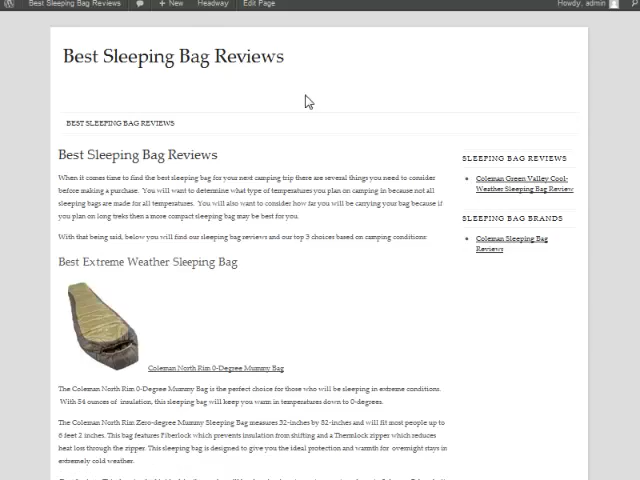 Best Sleeping Bag Reviews + New Headway Edit Page Howdy, admin
Best Sleeping Bag Reviews
BEST SLEEPING BAG REVIEWS
Best Sleeping Bag Reviews
When it comes time to find the best sleeping bag for your next camping trip there are several things you need to consider
before making a purchase. You will want to determine what type of temperatures you plan on camping in because not all
sleeping bags are made for all temperatures. You will also want to consider how far you will be carrying your bag because if
you plan on long treks then a more compact sleeping bag may be best for you.
With that being said, below you will find our sleeping bag reviews and our top 3 choices based on camping conditions
Best Extreme Weather Sleeping Bag
Coleman North Rim 0-Degree Mummy Bag
The Coleman North Rim 0-Degree Mummy Bag is the perfect choice for those who will be sleeping in extreme conditions.
With 54 ounces of insulation, this sleeping bag will keep you warm in temperatures down to 0-degrees.
The Coleman North Rim Zero-degree Mummy Sleeping Bag measures 32-inches by 82-inches and will fit most people up to
6 feet 2 inches. This bag features Fiberlock which prevents insulation from shifting and a Thermlock zipper which reduces
heat loss through the zipper. This sleeping bag is designed to give you the ideal protection and warmth for overnight stays in
extremely cold weather.
SLEEPING BAG REVIEWS
Coleman Green Valley Cool-
Weather Sleeping Bag Review
SLEEPING BAG BRANDS
Coleman Sleeping Bag
Reviews